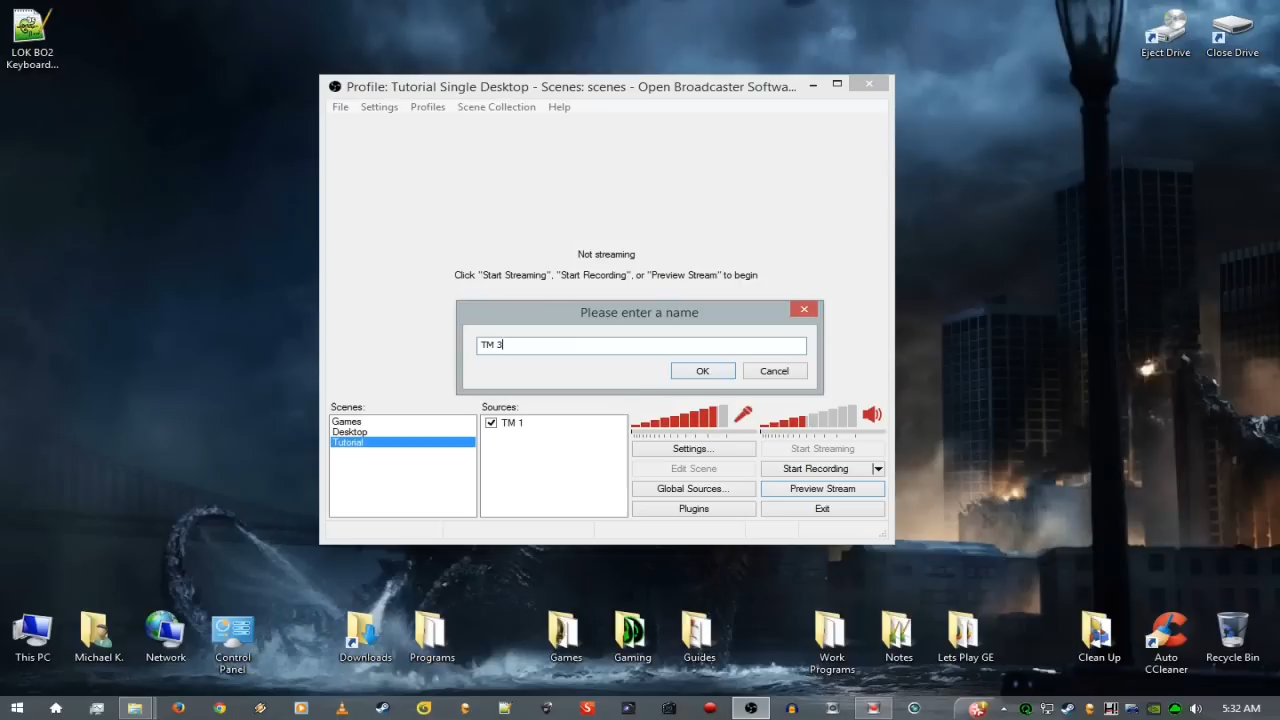 LOK BO2
Keyboard...
Eject Drive
Close Drive
Profile: Tutorial Single Desktop - Scenes: scenes - Open Broadcaster Softwa...
File Settings Profiles Scene Collection Help
Not streaming
Click "Start Streaming", "Start Recording", or "Preview Stream" to begin
Please enter a name
TM 3
OK
Cancel
Scenes:
Games
Desktop
Tutorial
Sources:
TM 1
Settings...
Start Streaming
Edit Scene
Start Recording
Global Sources...
Preview Stream
Plugins
Exit
This PC
Michael K.
Network
Control
Panel
Downloads
Programs
Games
Gaming
Guides
Work
Programs
Notes
Lets Play GE
Clean Up
Auto
CCleaner
Recycle Bin
5:32 AM